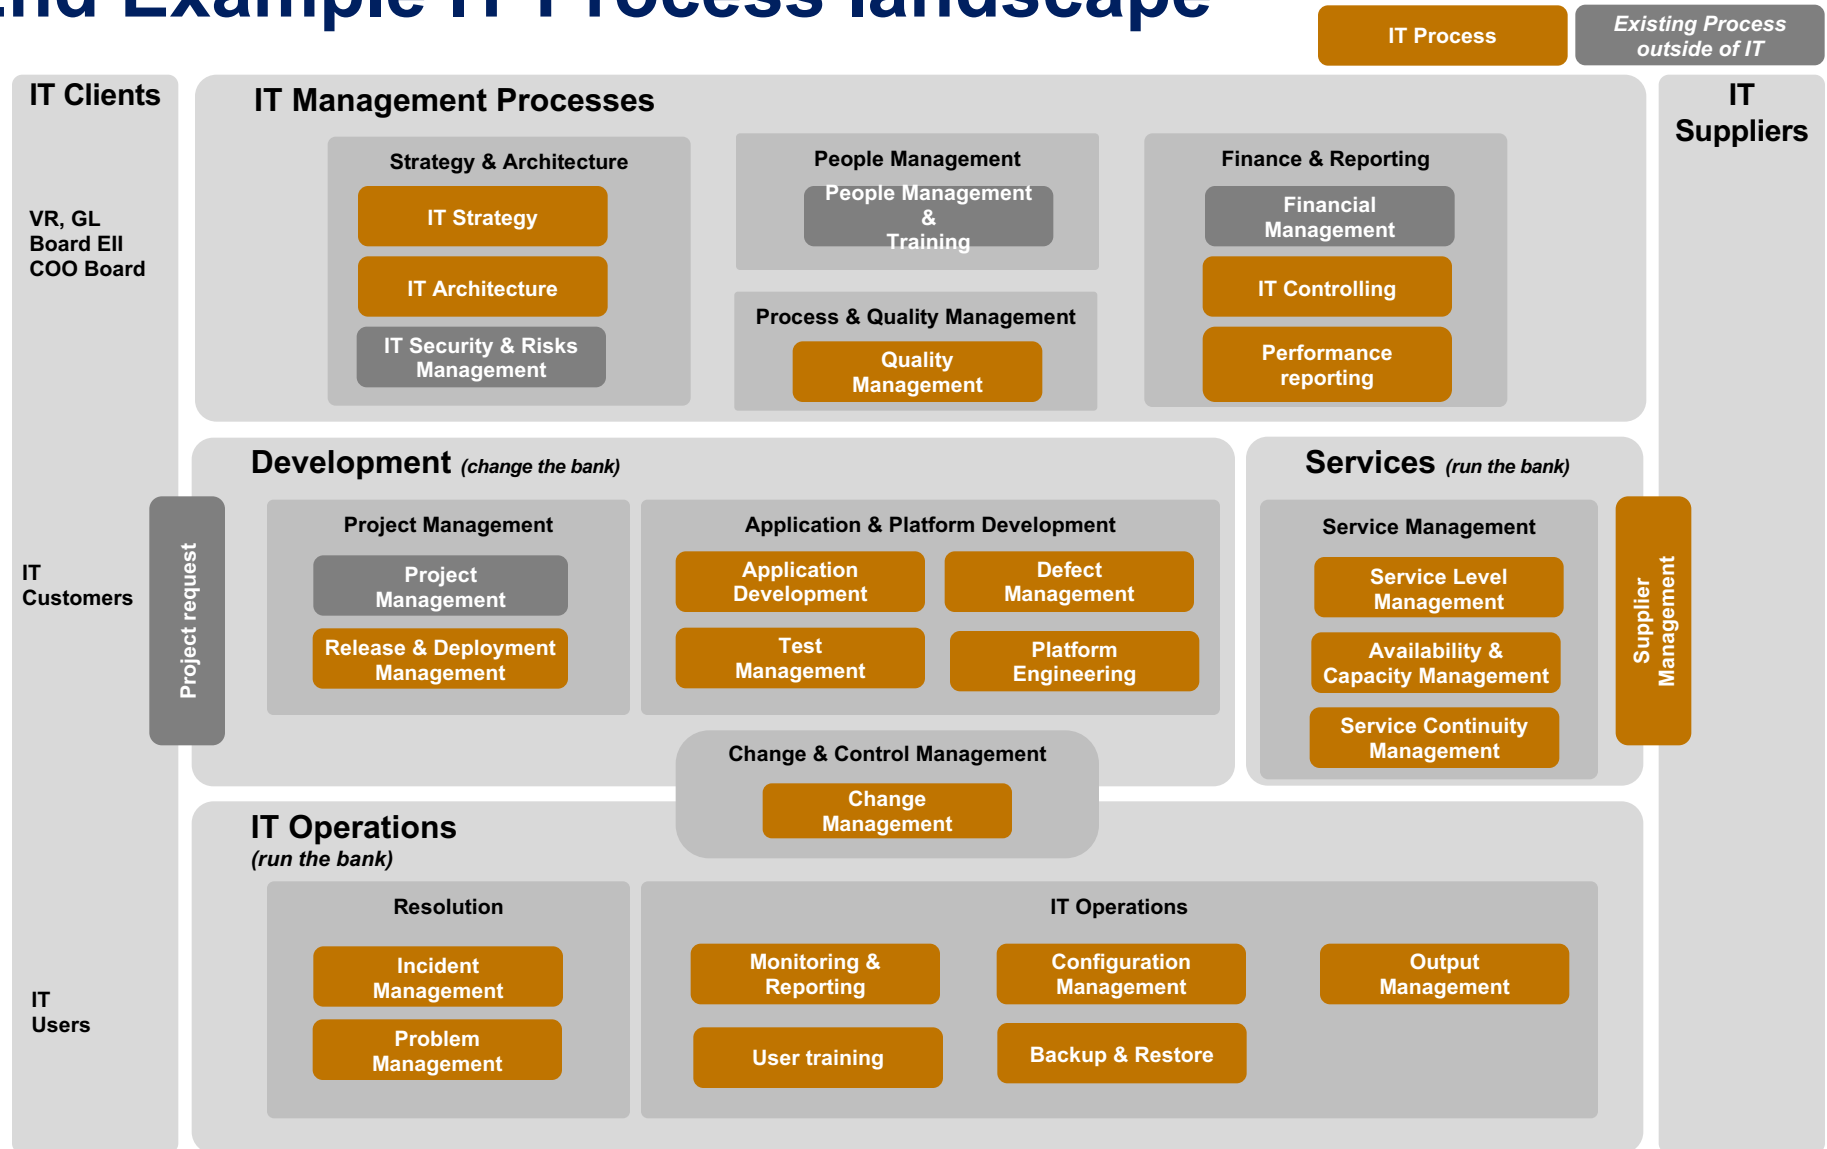 2nd Example IT Process landscape
IT Process
Existing Process
outside of IT
IT Clients
VR, GL
Board EII
COO Board
IT
Customers
IT
Users
IT Management Processes
Strategy & Architecture
IT Strategy
IT Architecture
IT Security & Risks
Management
People Management
People Management
&
Training
Process & Quality Management
Quality
Management
Finance & Reporting
Financial
Management
IT Controlling
Performance
reporting
IT
Suppliers
Project request
Development (change the bank)
Project Management
Project
Management
Release & Deployment
Management
Application & Platform Development
Application
Development
Defect
Management
Test
Management
Platform
Engineering
Services (run the bank)
Service Management
Service Level
Management
Availability &
Capacity Management
Service Continuity
Management
Supplier
Management
Change & Control Management
Change
Management
IT Operations
(run the bank)
Resolution
Incident
Management
Problem
Management
IT Operations
Monitoring &
Reporting
Configuration
Management
Output
Management
User training
Backup & Restore